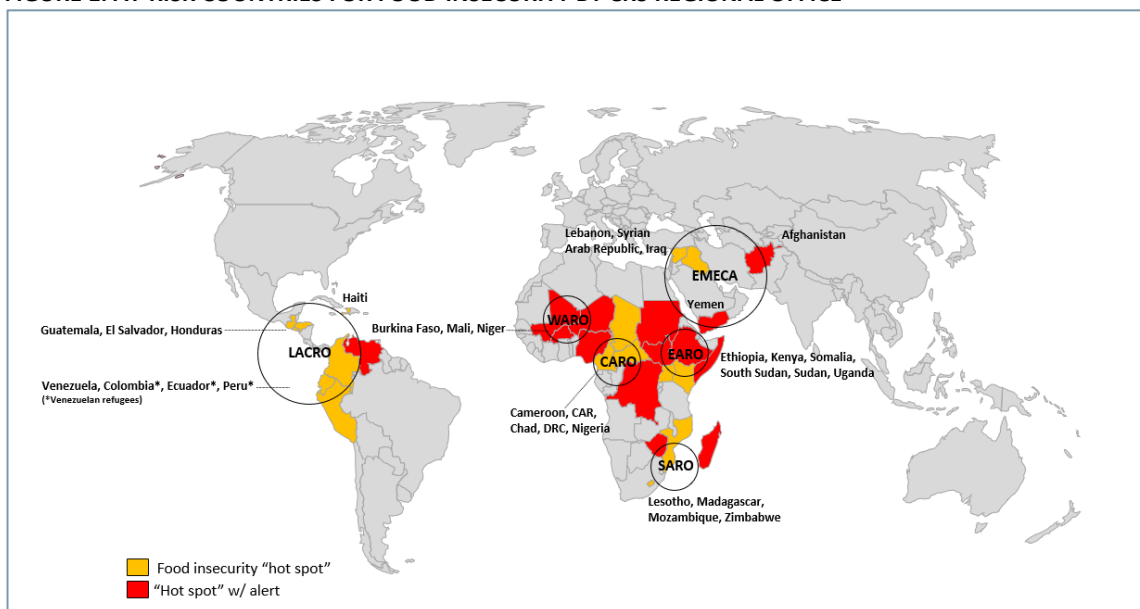 Lebanon, Syrian
Arab Republic, Iraq
Afghanistan
EMECA
Yemen
Haiti
Guatemala, El Salvador, Honduras
LACRO
Venezuela, Colombia*, Ecuador*, Peru*
(*Venezuelan refugees)
Burkina Faso, Mali, Niger
WARO
CARO
EARO
Ethiopia, Kenya, Somalia,
South Sudan, Sudan, Uganda
Cameroon, CAR,
Chad, DRC, Nigeria
SARO
Lesotho, Madagascar,
Mozambique, Zimbabwe
Food insecurity "hot spot"
"Hot spot" w/ alert